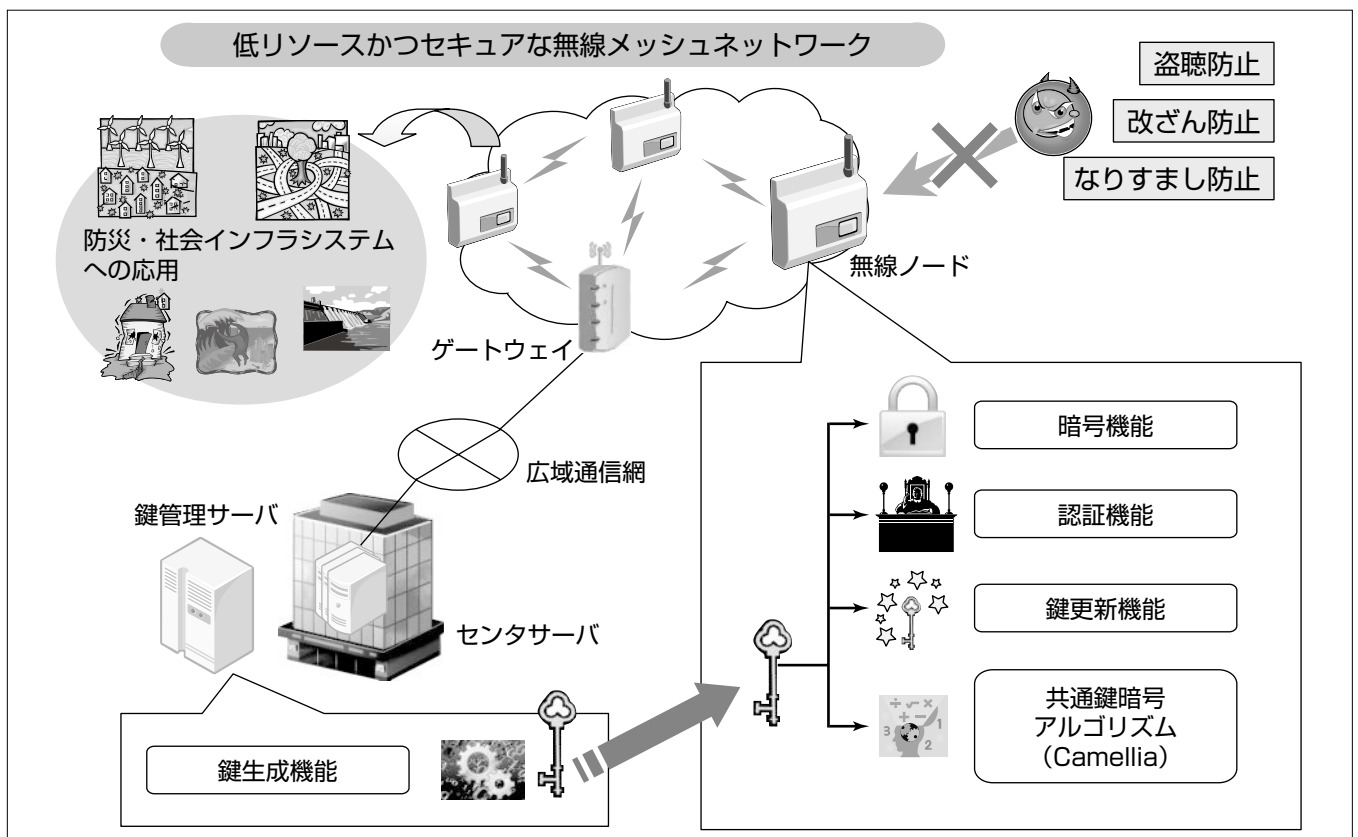 低リソースかつセキュアな無線メッシュネットワーク
盗聴防止
改ざん防止
なりすまし防止
防災・社会インフラシステム
への応用
無線ノード
ゲートウェイ
広域通信網
鍵管理サーバ
センタサーバ
鍵生成機能
暗号機能
認証機能
鍵更新機能
共通鍵暗号
アルゴリズム
（Camellia）